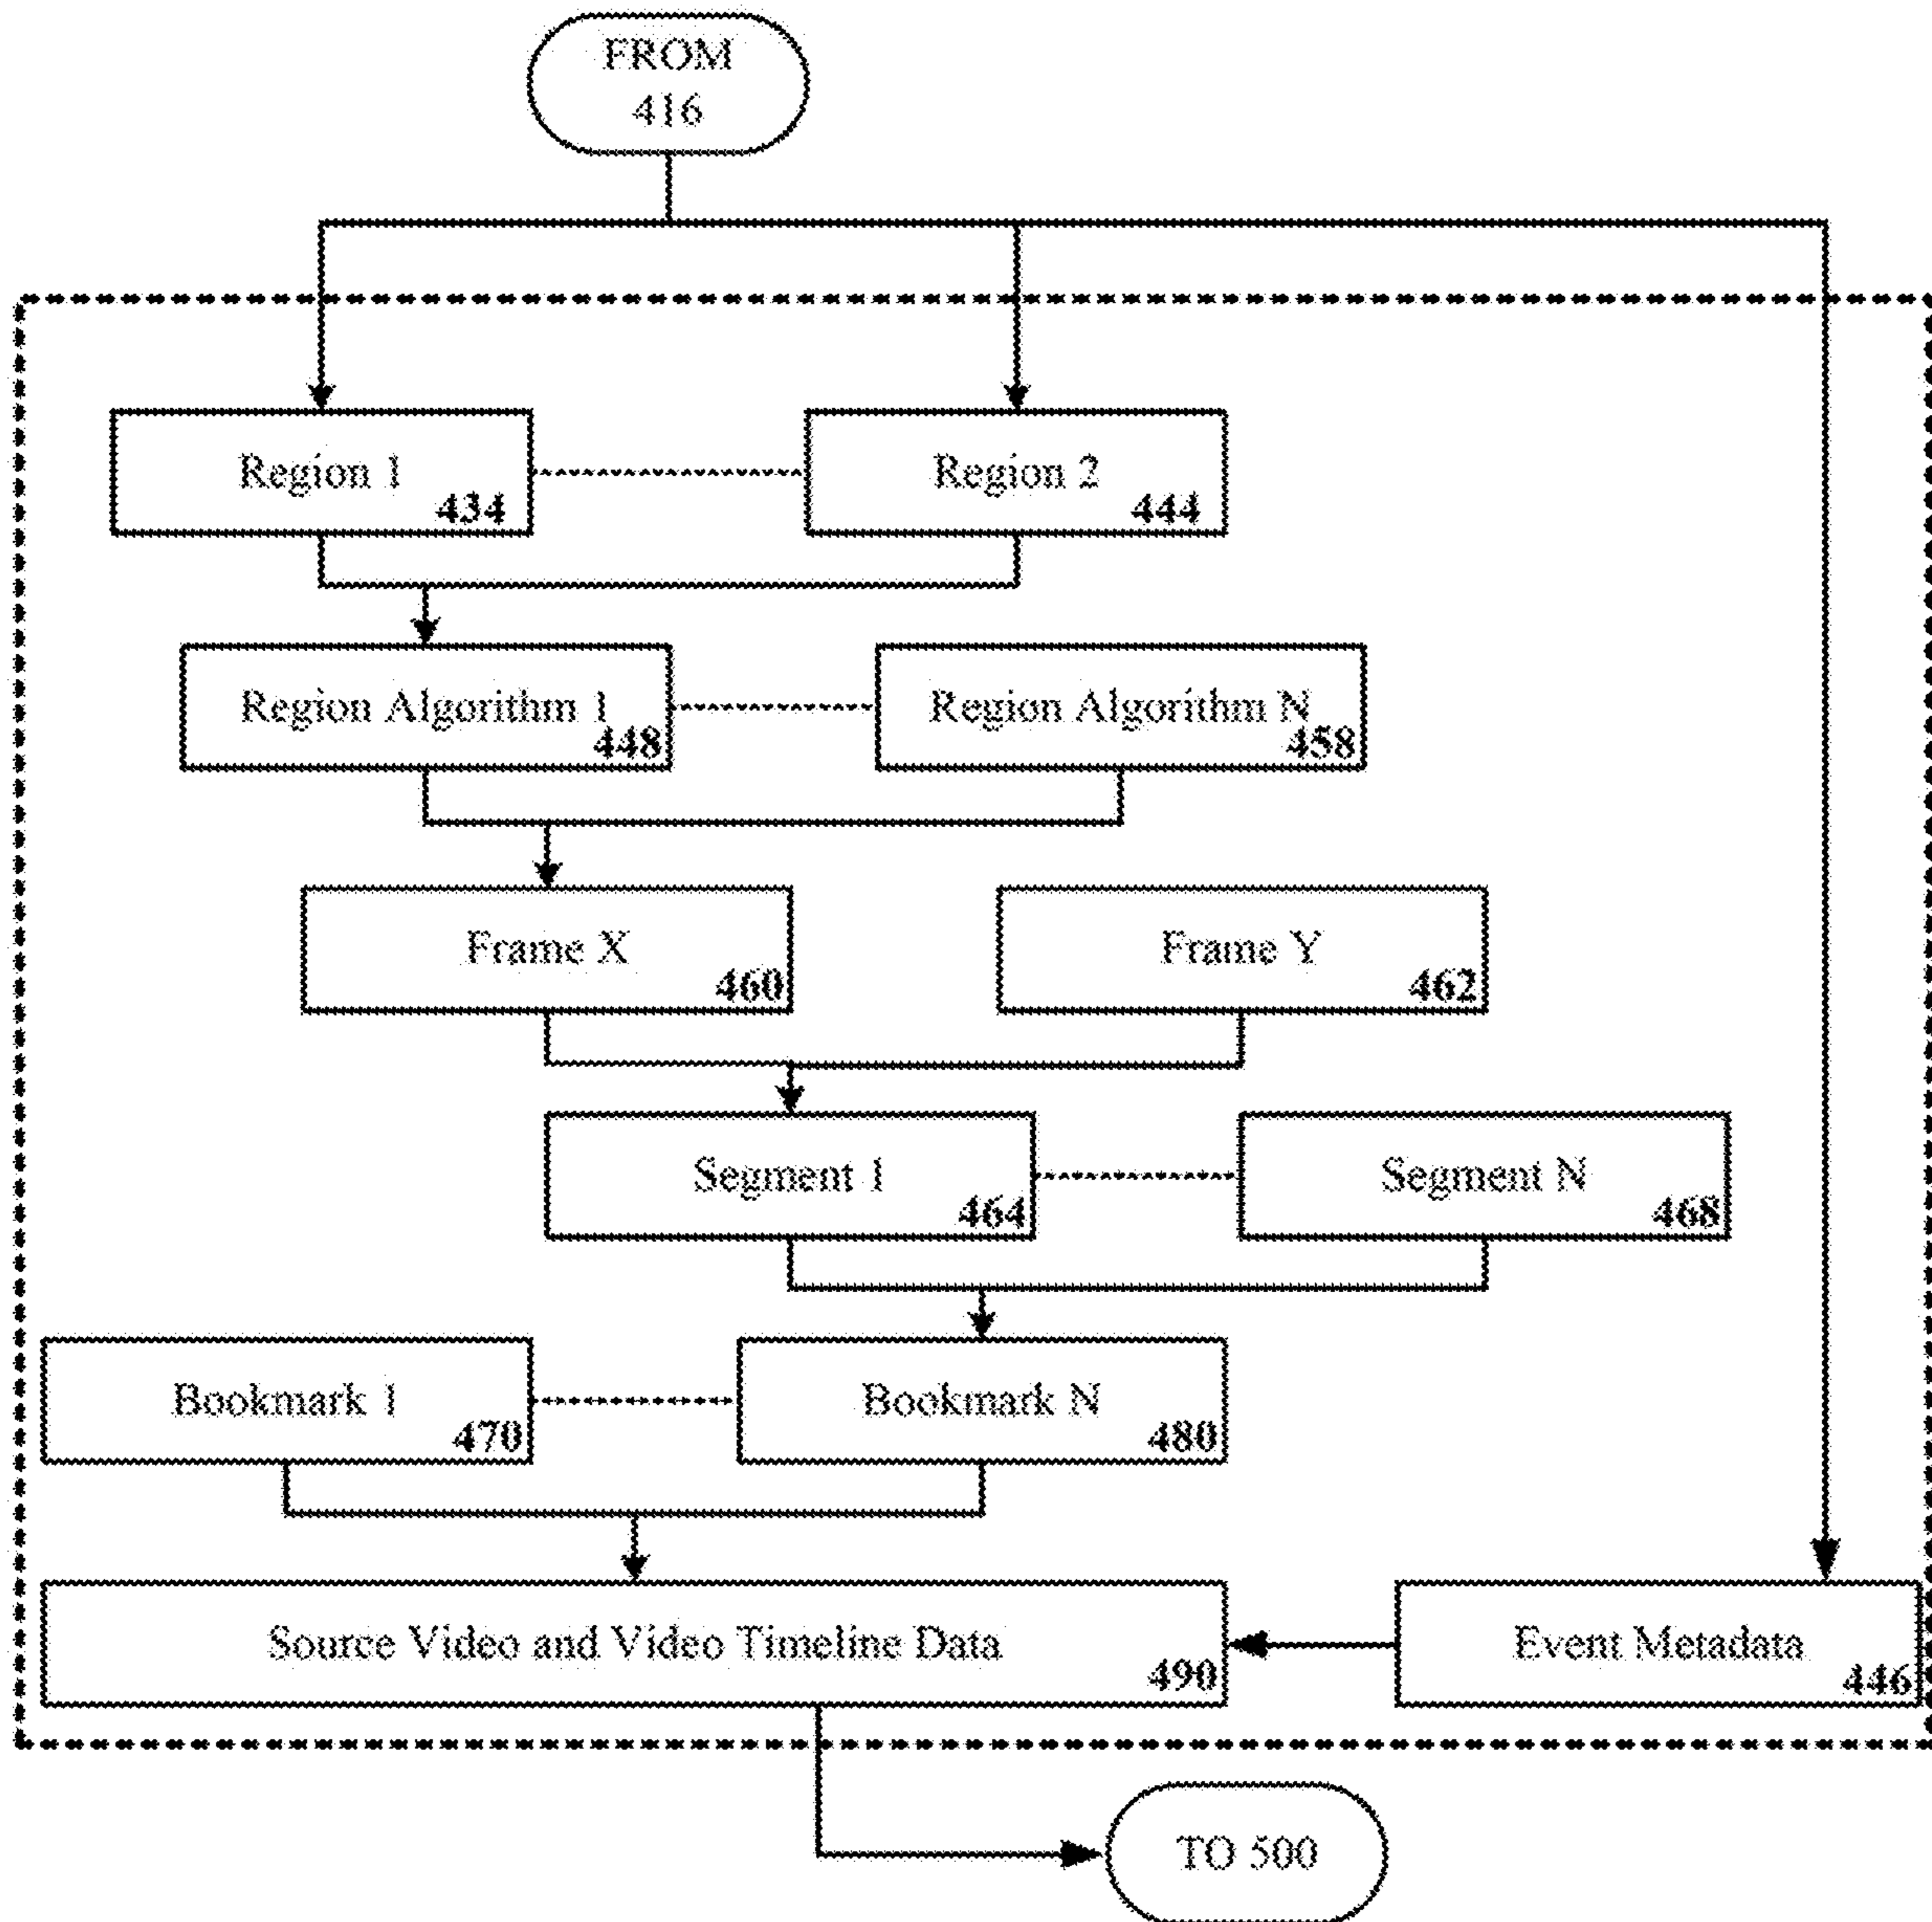 FROM
416
Region 1
434
Region 2
444
Region Algorithm 1
448
Region Algorithm N
458
Frame X
460
Frame Y
462
Segment 1
464
Segment N
468
Bookmark 1
470
Bookmark N
480
Source Video and Video Timeline Data
490
Event Metadata
446
TO 500